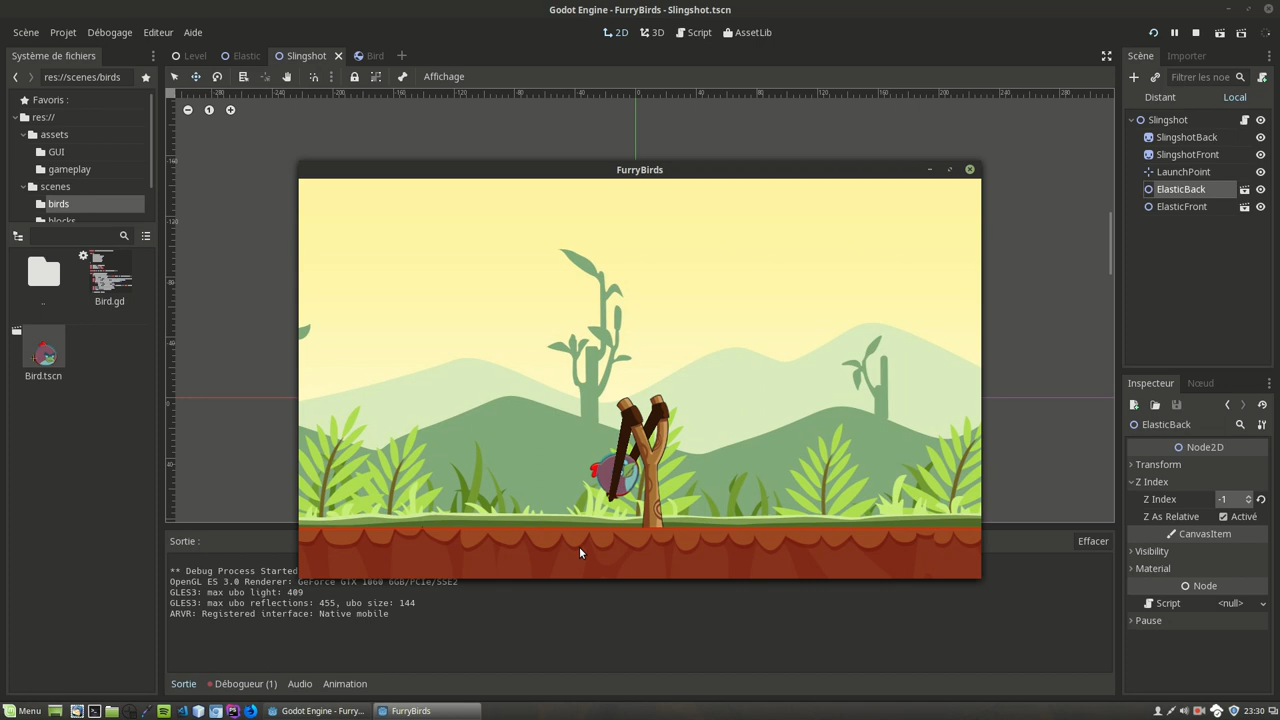 Godot Engine - FurryBirds - Slingshot.tscn
Scène Projet Débogage Editeur Aide
2D 3D Script AssetLib
Système de fichiers
Level Elastic Slingshot Bird
Scène Importer
res://scenes/birds
Affichage
Filtrer les noe
Favoris :
Distant Local
res://
Slingshot
assets
SlingshotBack
GUI
SlingshotFront
gameplay
LaunchPoint
scenes
ElasticBack
birds
ElasticFront
blocks
FurryBirds
..
Bird.gd
Bird.tscn
Inspecteur Nœud
ElasticBack
Node2D
Transform
Z Index
Z Index -1
Z As Relative Activé
CanvasItem
Visibility
Material
Node
Script <null>
Pause
Sortie : Effacer
** Debug Process Started
OpenGL ES 3.0 Renderer: GeForce GTX 1060 6GB/PCIe/SSE2
GLES3: max ubo light: 409
GLES3: max ubo reflections: 455, ubo size: 144
ARVR: Registered interface: Native mobile
Sortie Débogueur (1) Audio Animation
Menu
Godot Engine - Furry...
FurryBirds
23:30